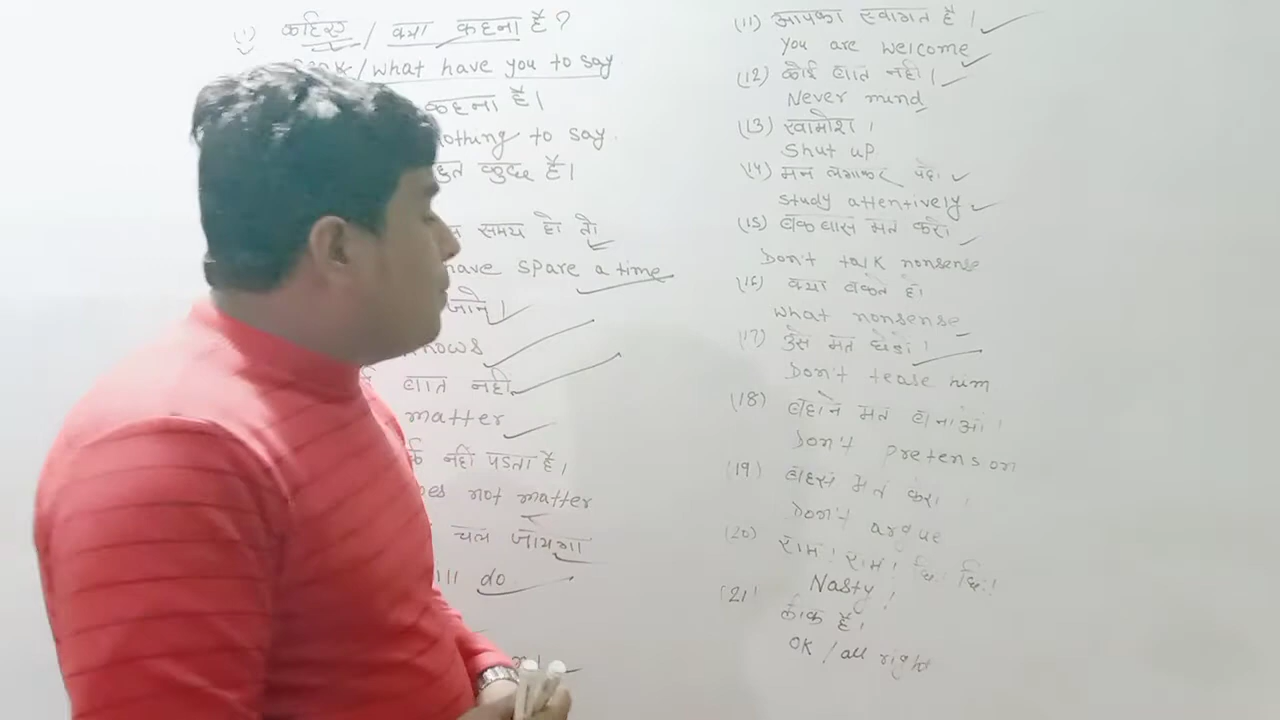 (1) कहिए / क्या कहना है ?
/ what have you to say
कहना है ।
nothing to say.
कुछ है ।
समय हो तो
have spare a time
जाने ।
knows
बात नहीं
matter
नहीं पडता है ।
does not matter
चल जायेगा
will do
(11) आपका स्वागत है ।
You are welcome
(12) कोई बात नहीं ।
Never mind
(13) खामोश ।
Shut up
(14) मन लगाकर पढो
study attentively
(15) बकवास मत करो
Don't talk nonsense
(16) क्या बकते हो
what nonsense
(17) उसे मत छेडो !
Don't tease him
(18) बहाने मत बनाओ !
Don't pretenson
(19) बहस मत करो
Don't argue
(20) राम ! राम ! छि: छि: !
Nasty !
(21) ठीक है ।
OK / all right